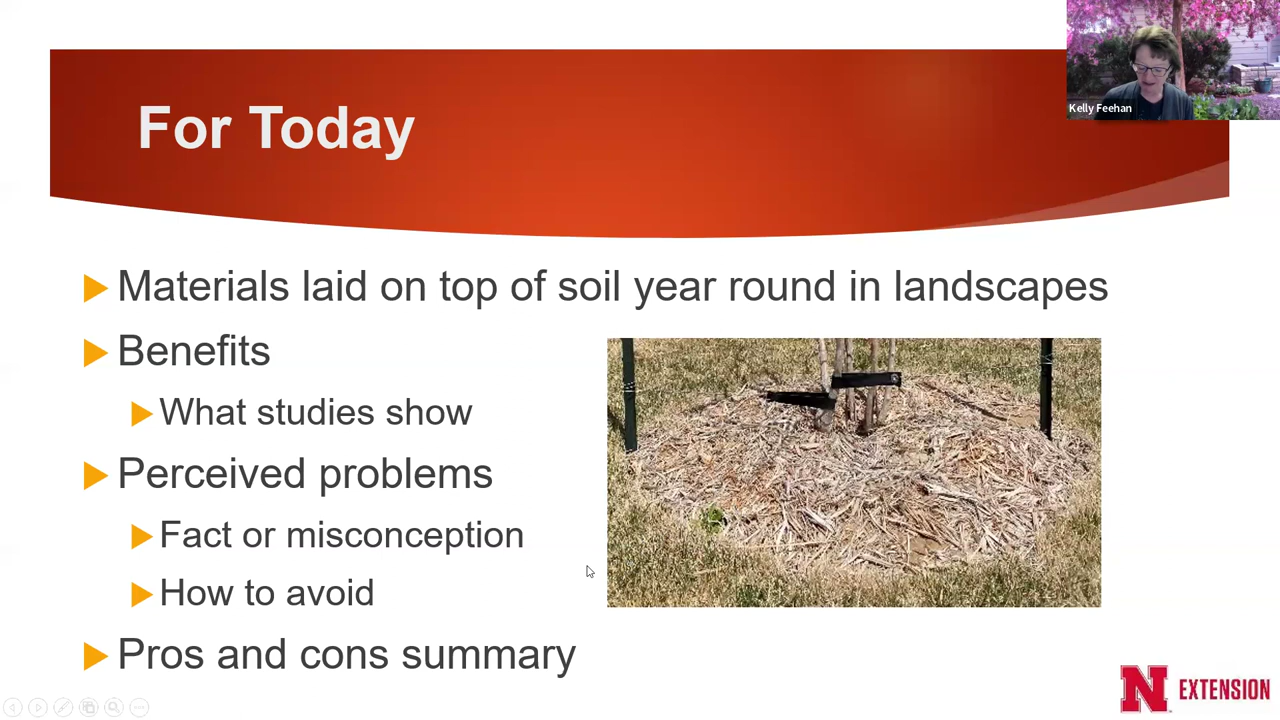 Kelly Feehan
For Today
Materials laid on top of soil year round in landscapes
Benefits
What studies show
Perceived problems
Fact or misconception
How to avoid
Pros and cons summary
N EXTENSION